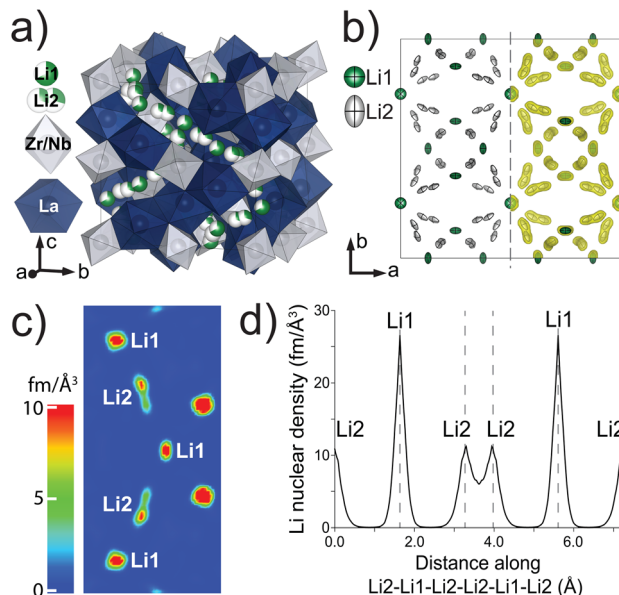 a)
Li1
Li2
Zr/Nb
La
c
a
b
b)
Li1
Li2
b
a
c)
fm/Å³
10
5
0
Li1
Li2
Li1
Li2
Li1
d)
Li nuclear density (fm/Å³)
30
25
20
10
0
Li1
Li1
Li2
Li2
Li2
Li2
0.0
2.0
4.0
6.0
Distance along
Li2-Li1-Li2-Li2-Li1-Li2 (Å)